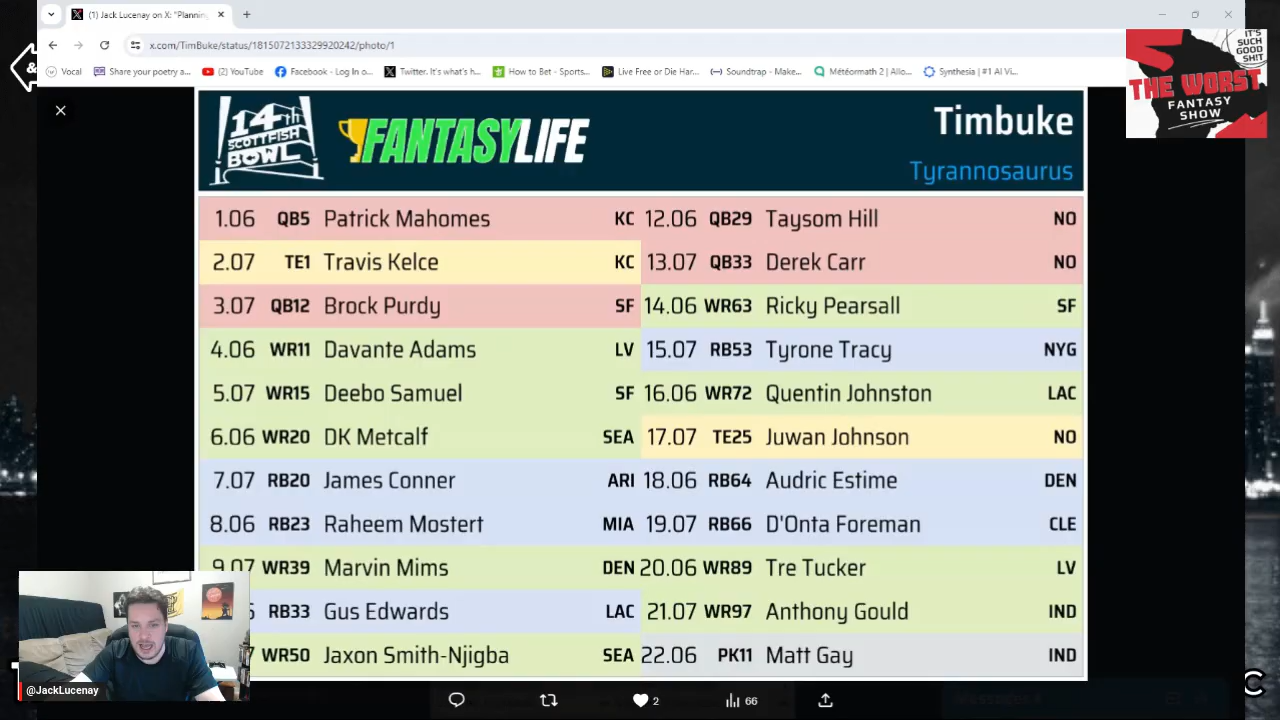 (1) Jack Lucenay on X: "Planning
x.com/TimBuke/status/1815072133329920242/photo/1
Vocal
Share your poetry a...
(2) YouTube
Facebook - Log In o...
Twitter. It's what's h...
How to Bet - Sports...
Live Free or Die Har...
Soundtrap - Make...
Météormath 2 | Allo...
Synthesia | #1 AI Vi...
IT'S SUCH GOOD SH!T
THE WORST
FANTASY
SHOW
&
14th
SCOTTFISH
BOWL
FANTASYLIFE
Timbuke
Tyrannosaurus
1.06 QB5 Patrick Mahomes KC
2.07 TE1 Travis Kelce KC
3.07 QB12 Brock Purdy SF
4.06 WR11 Davante Adams LV
5.07 WR15 Deebo Samuel SF
6.06 WR20 DK Metcalf SEA
7.07 RB20 James Conner ARI
8.06 RB23 Raheem Mostert MIA
9.07 WR39 Marvin Mims DEN
RB33 Gus Edwards LAC
WR50 Jaxon Smith-Njigba SEA
12.06 QB29 Taysom Hill NO
13.07 QB33 Derek Carr NO
14.06 WR63 Ricky Pearsall SF
15.07 RB53 Tyrone Tracy NYG
16.06 WR72 Quentin Johnston LAC
17.07 TE25 Juwan Johnson NO
18.06 RB64 Audric Estime DEN
19.07 RB66 D'Onta Foreman CLE
20.06 WR89 Tre Tucker LV
21.07 WR97 Anthony Gould IND
22.06 PK11 Matt Gay IND
@JackLucenay
2
66